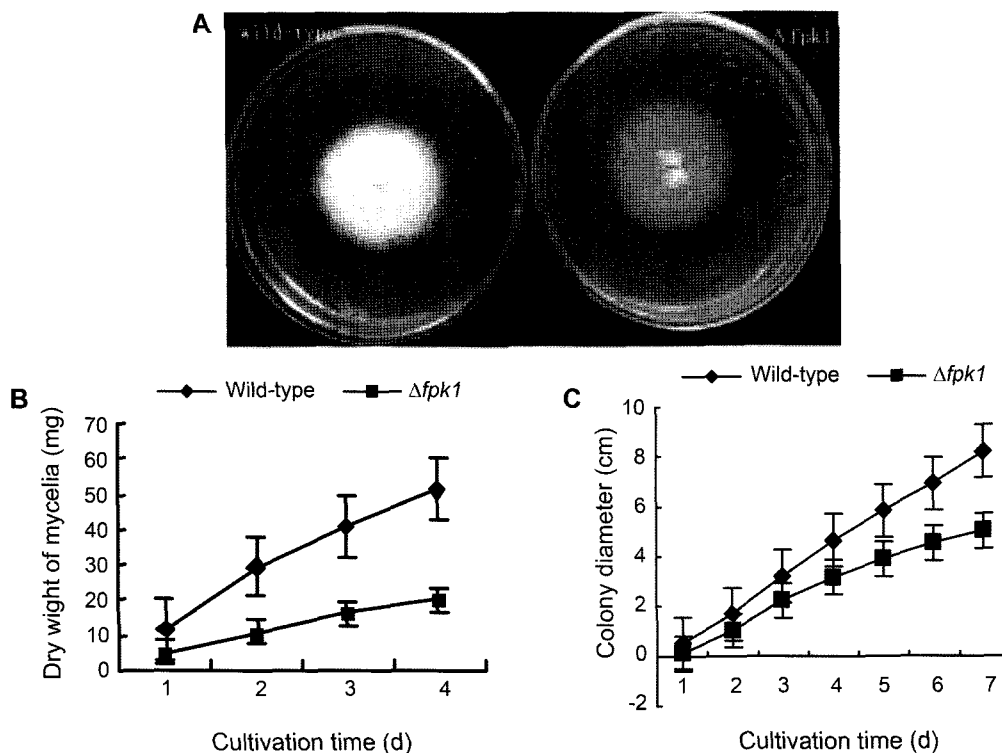 A
Wild-type
Δfpk1
B
Wild-type
Δfpk1
Dry wight of mycelia (mg)
70
60
50
40
30
20
10
0
1
2
3
4
Cultivation time (d)
C
Wild-type
Δfpk1
Colony diameter (cm)
10
8
6
4
2
0
-2
1
2
3
4
5
6
7
Cultivation time (d)